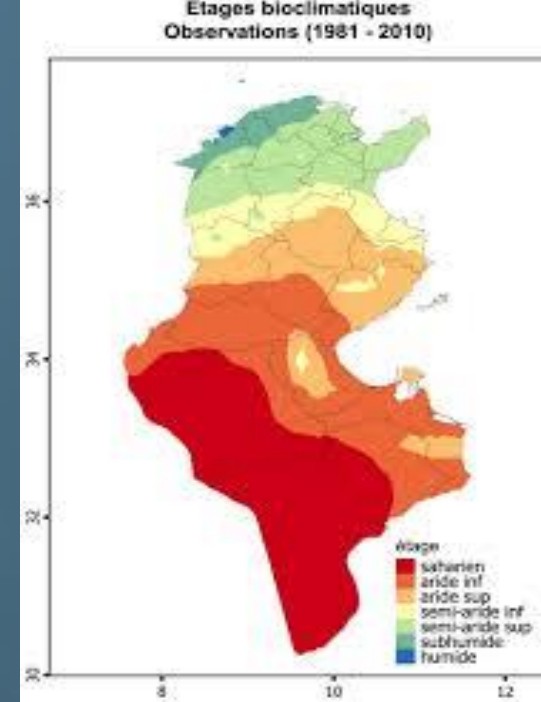 Etages bioclimatiques
Observations (1981 - 2010)
36
34
32
30
8
10
12
étage
saharien
aride inf
aride sup
semi-aride inf
semi-aride sup
subhumide
humide